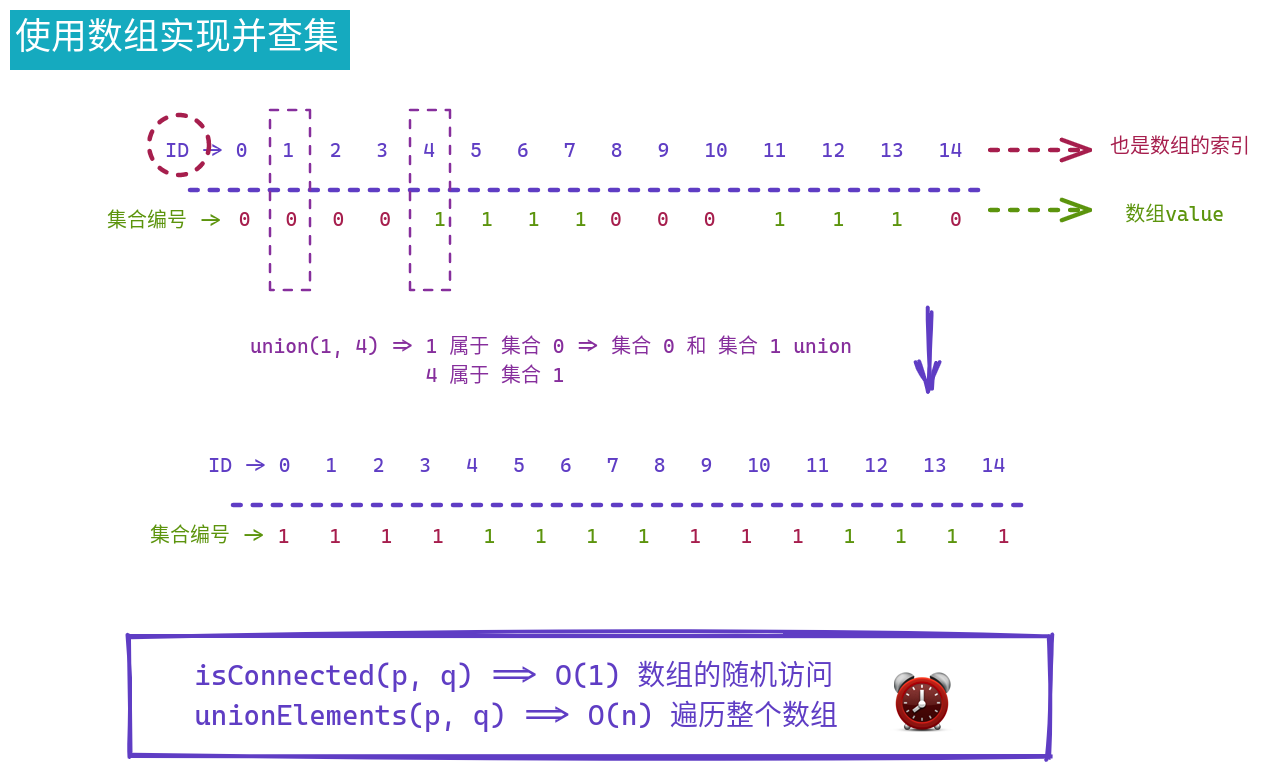 使用数组实现并查集
ID → 0 1 2 3 4 5 6 7 8 9 10 11 12 13 14 也是数组的索引
集合编号 → 0 0 0 0 1 1 1 1 0 0 0 1 1 1 0 数组value
union(1, 4) ⇒ 1 属于 集合 0 ⇒ 集合 0 和 集合 1 union
4 属于 集合 1
ID → 0 1 2 3 4 5 6 7 8 9 10 11 12 13 14
集合编号 → 1 1 1 1 1 1 1 1 1 1 1 1 1 1 1
isConnected(p, q) ⟹ O(1) 数组的随机访问
unionElements(p, q) ⟹ O(n) 遍历整个数组